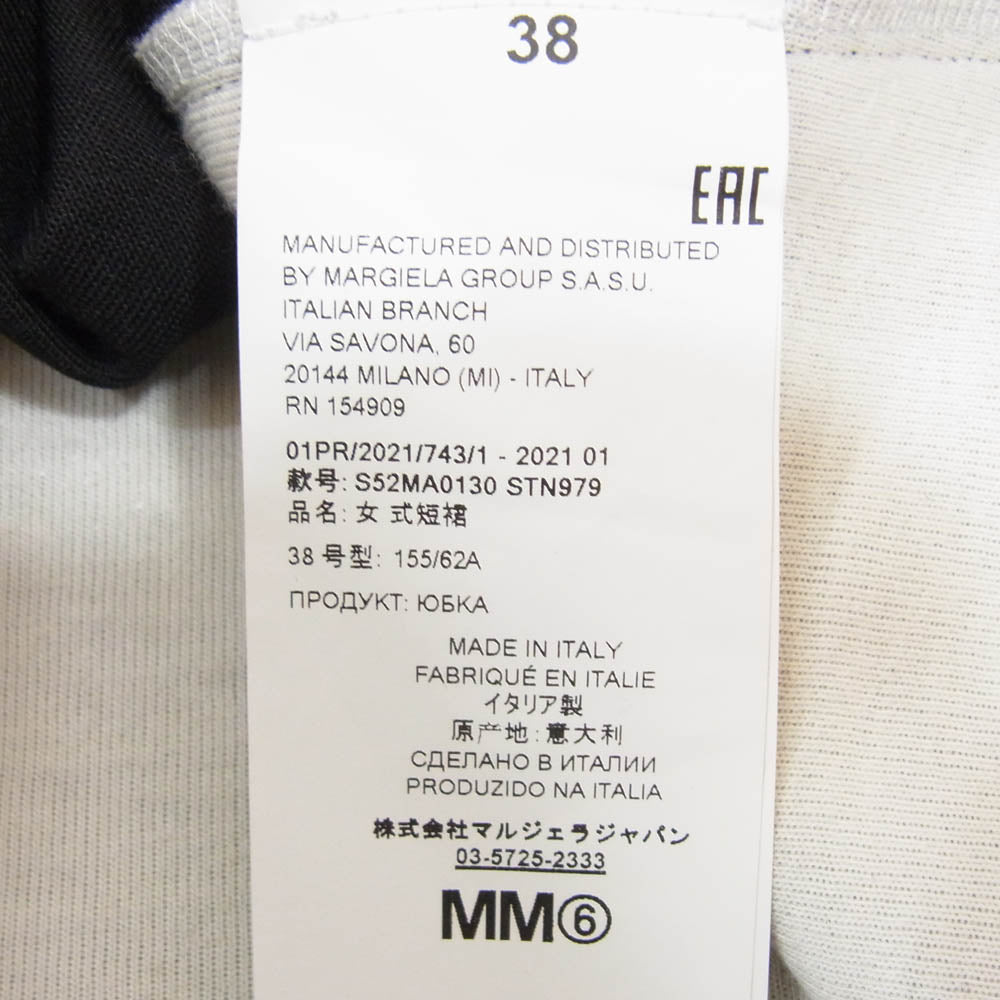 38
EAC
MANUFACTURED AND DISTRIBUTED
BY MARGIELA GROUP S.A.S.U.
ITALIAN BRANCH
VIA SAVONA, 60
20144 MILANO (MI) - ITALY
RN 154909
01PR/2021/743/1 - 2021 01
款号: S52MA0130 STN979
品名: 女 式短裙
38 号型: 155/62A
ПРОДУКТ: ЮБКА
MADE IN ITALY
FABRIQUÉ EN ITALIE
イタリア製
原产地: 意大利
СДЕЛАНО В ИТАЛИИ
PRODUZIDO NA ITALIA
株式会社マルジェラジャパン
03-5725-2333
MM⑥